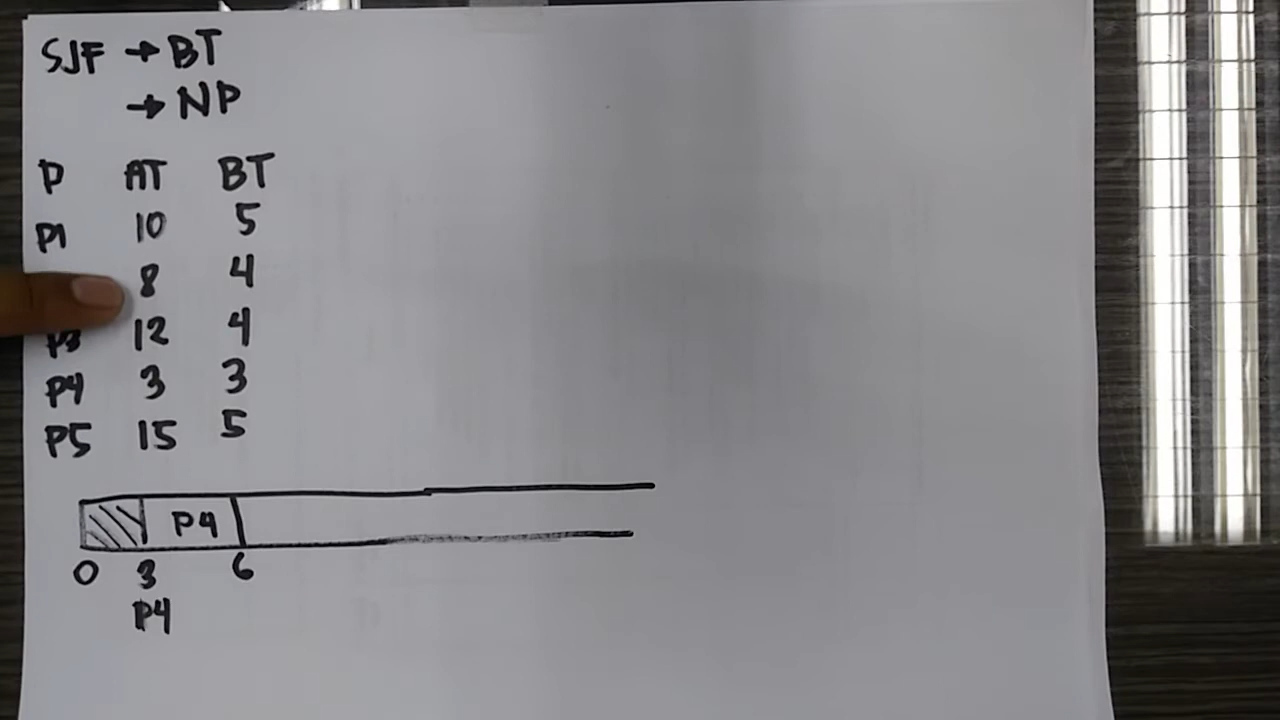 SJF → BT
→ NP
P AT BT
P1 10 5
8 4
P3 12 4
P4 3 3
P5 15 5
P4
0 3 6
P4